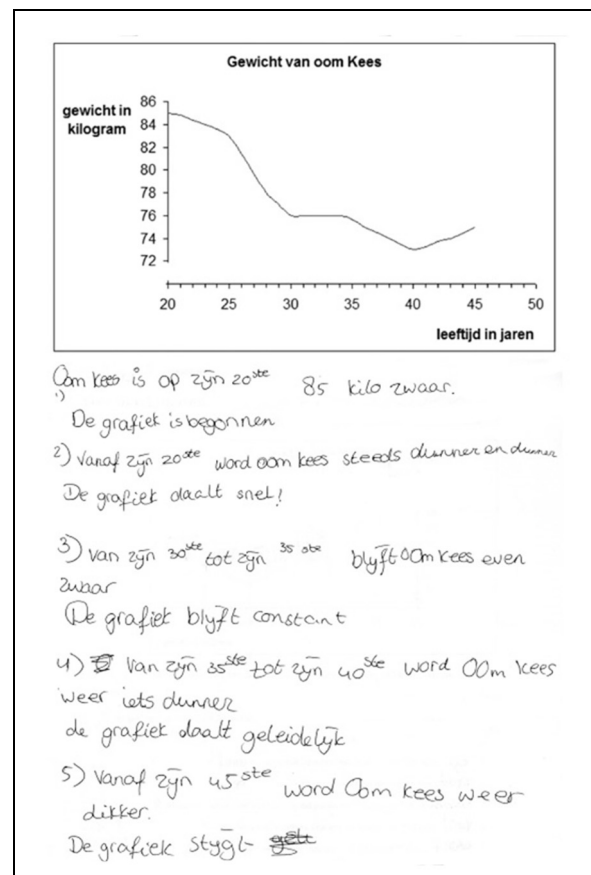 Gewicht van oom Kees
gewicht in
kilogram
86
84
82
80
78
76
74
72
20 25 30 35 40 45 50
leeftijd in jaren
Oom Kees is op zijn 20ste 85 kilo zwaar.
1)
De grafiek is begonnen
2) Vanaf zijn 20ste word oom kees steeds dunner en dunner
De grafiek daalt snel!
3) Van zijn 30ste tot zijn 35 ste blijft Oom Kees even
zwaar
De grafiek blijft constant
4) Van zijn 35ste tot zijn 40ste word Oom Kees
weer iets dunner
de grafiek daalt geleidelijk
5) Vanaf zijn 45ste word Oom Kees weer
dikker.
De grafiek stijgt